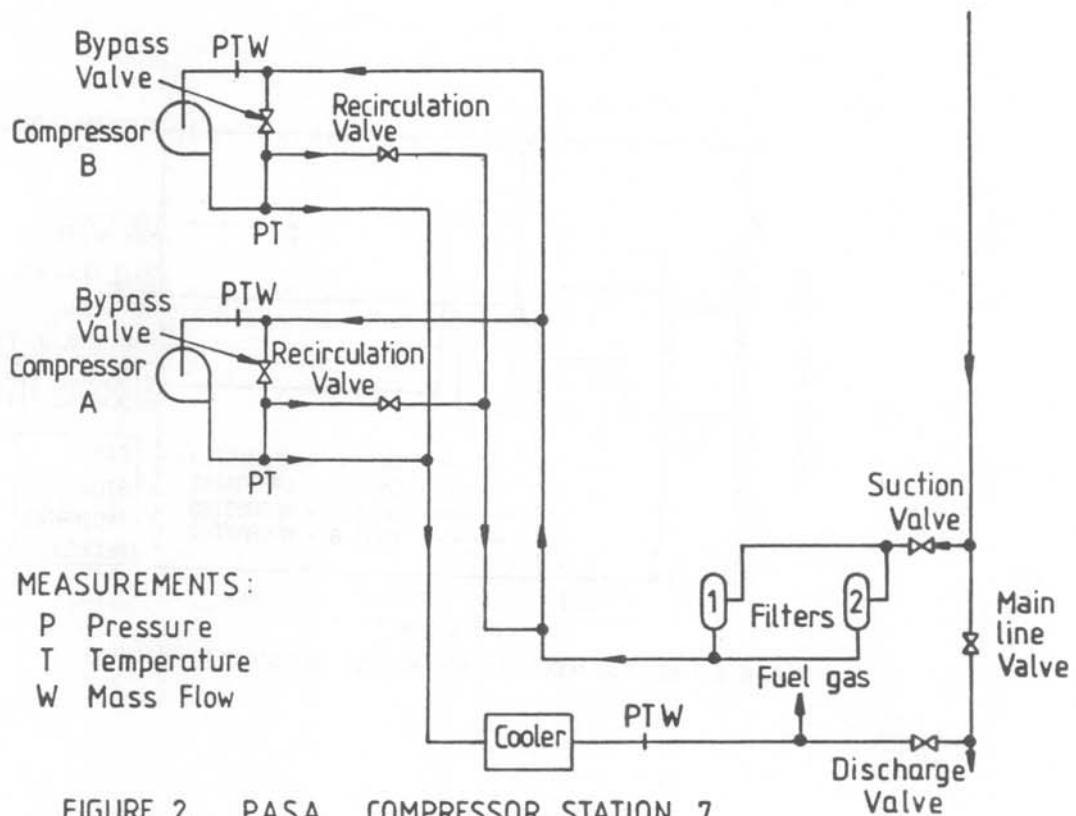 Bypass
Valve
PTW
Compressor
B
Recirculation
Valve
PT
Bypass
Valve
PTW
Compressor
A
Recirculation
Valve
PT
Suction
Valve
MEASUREMENTS:
P Pressure
T Temperature
W Mass Flow
1
Filters
2
Main
line
Valve
Fuel gas
Cooler
PTW
Discharge
Valve
FIGURE 2 P.A.S.A. COMPRESSOR STATION 7